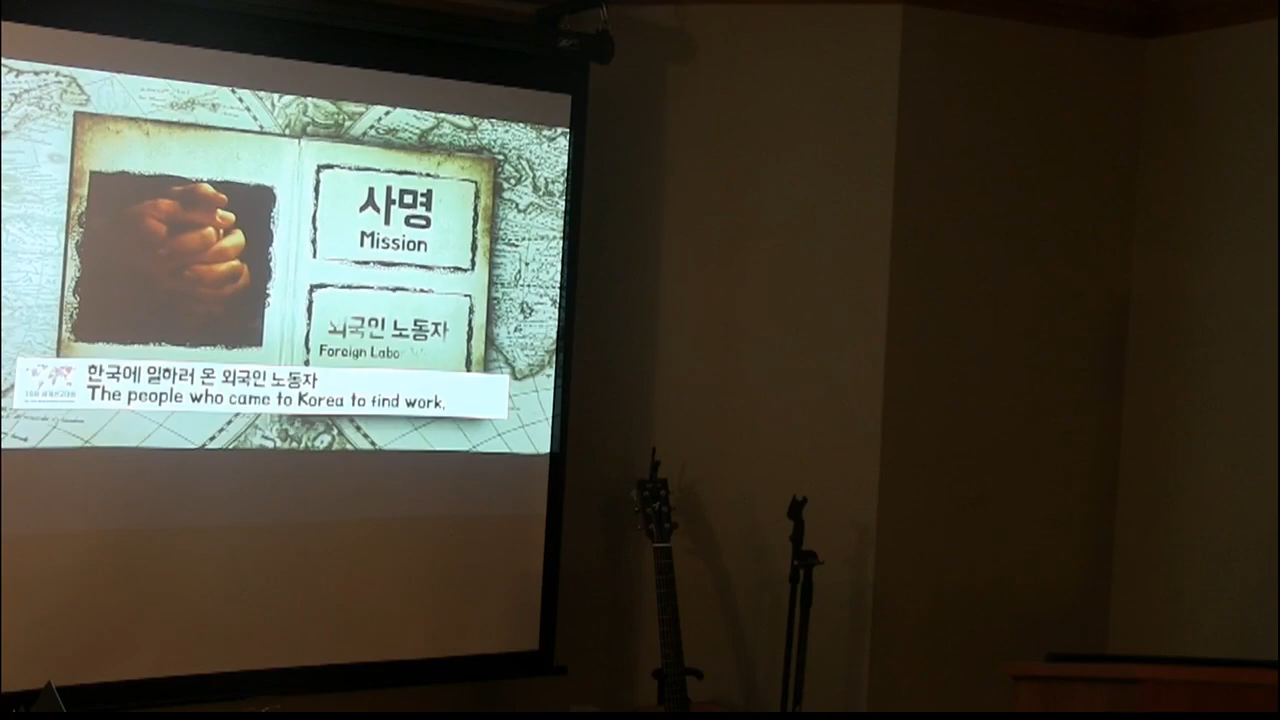 사명
Mission
외국인 노동자
Foreign Labo
한국에 일하러 온 외국인 노동자
The people who came to Korea to find work.